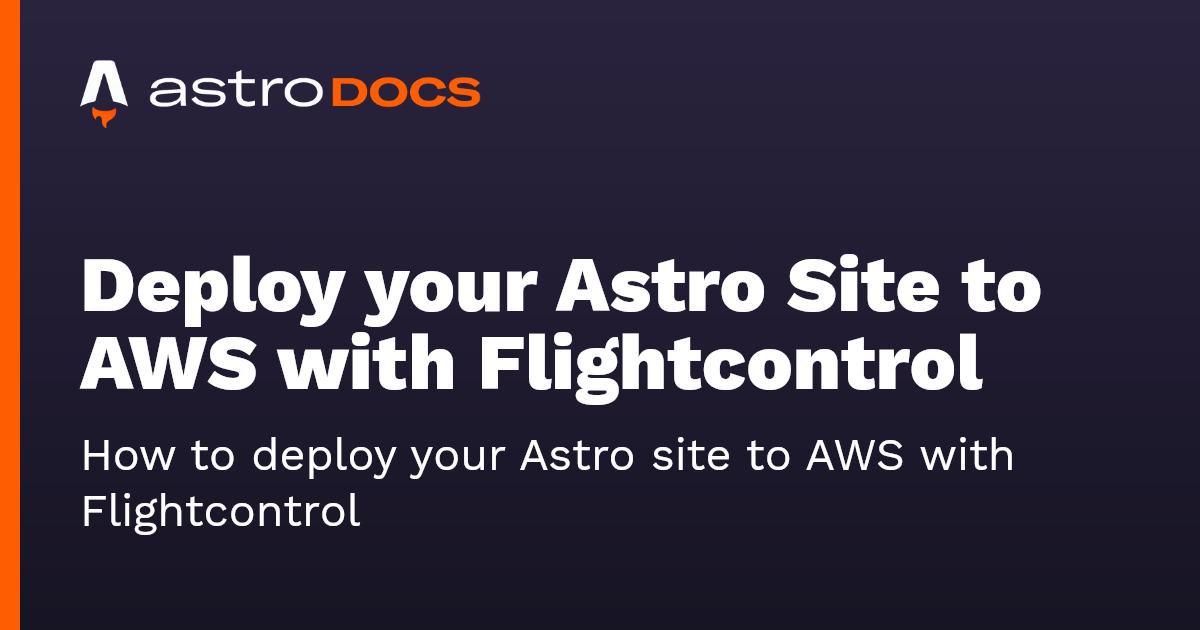 astro DOCS
Deploy your Astro Site to
AWS with Flightcontrol
How to deploy your Astro site to AWS with
Flightcontrol